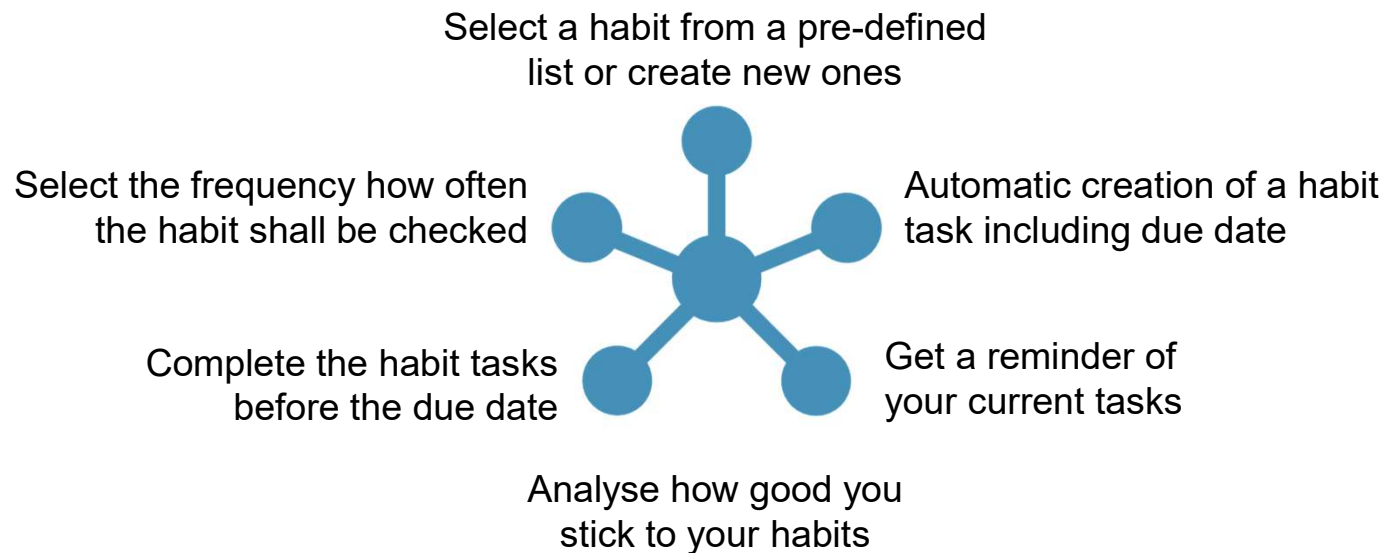 Select a habit from a pre-defined
list or create new ones
Select the frequency how often
the habit shall be checked
Automatic creation of a habit
task including due date
Complete the habit tasks
before the due date
Get a reminder of
your current tasks
Analyse how good you
stick to your habits